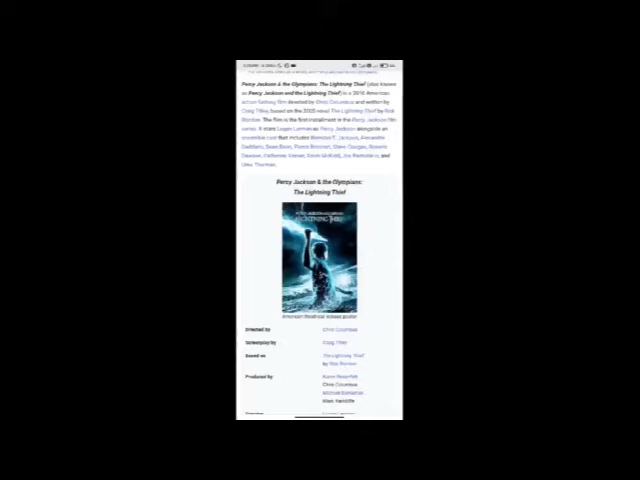 Percy Jackson & the Olympians: The Lightning Thief (also known
as Percy Jackson and the Lightning Thief) is a 2010 American
action-fantasy film directed by Chris Columbus and written by
Craig Titley, based on the 2005 novel The Lightning Thief by Rick
Riordan. The film is the first installment in the Percy Jackson film
series. It stars Logan Lerman as Percy Jackson alongside an
ensemble cast that includes Brandon T. Jackson, Alexandra
Daddario, Sean Bean, Pierce Brosnan, Steve Coogan, Rosario
Dawson, Catherine Keener, Kevin McKidd, Joe Pantoliano, and
Uma Thurman.
Percy Jackson & the Olympians:
The Lightning Thief
LIGHTNING THIEF
American theatrical release poster
Directed by Chris Columbus
Screenplay by Craig Titley
Based on The Lightning Thief
by Rick Riordan
Produced by Karen Rosenfelt
Chris Columbus
Michael Barnathan
Mark Radcliffe